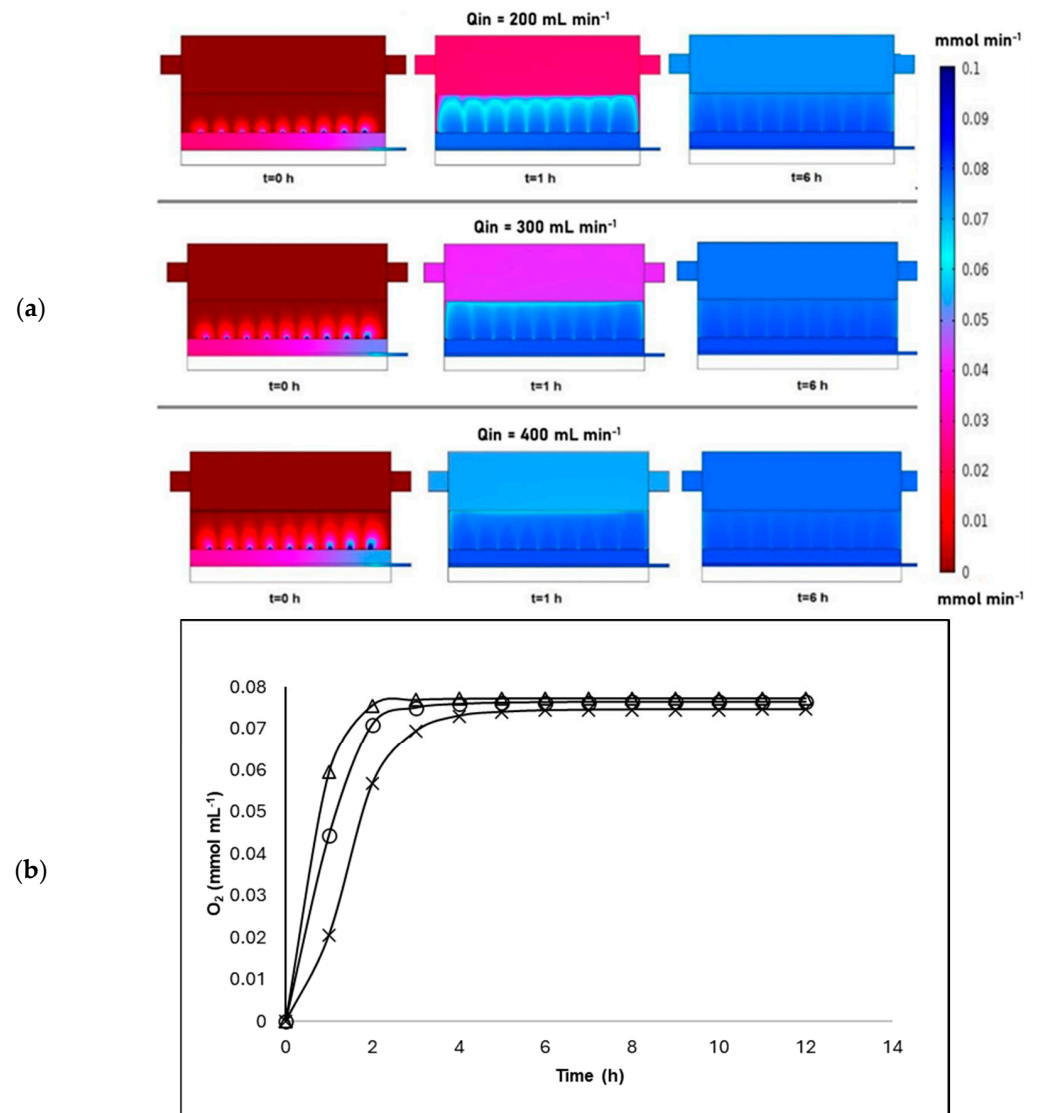 Qin = 200 mL min⁻¹
mmol min⁻¹
0.1
0.09
0.08
0.07
0.06
0.05
0.04
0.03
0.02
0.01
0
mmol min⁻¹
t=0 h
t=1 h
t=6 h
Qin = 300 mL min⁻¹
(a)
t=0 h
t=1 h
t=6 h
Qin = 400 mL min⁻¹
t=0 h
t=1 h
t=6 h
(b)
O₂ (mmol mL⁻¹)
0.08
0.07
0.06
0.05
0.04
0.03
0.02
0.01
0
0 2 4 6 8 10 12 14
Time (h)